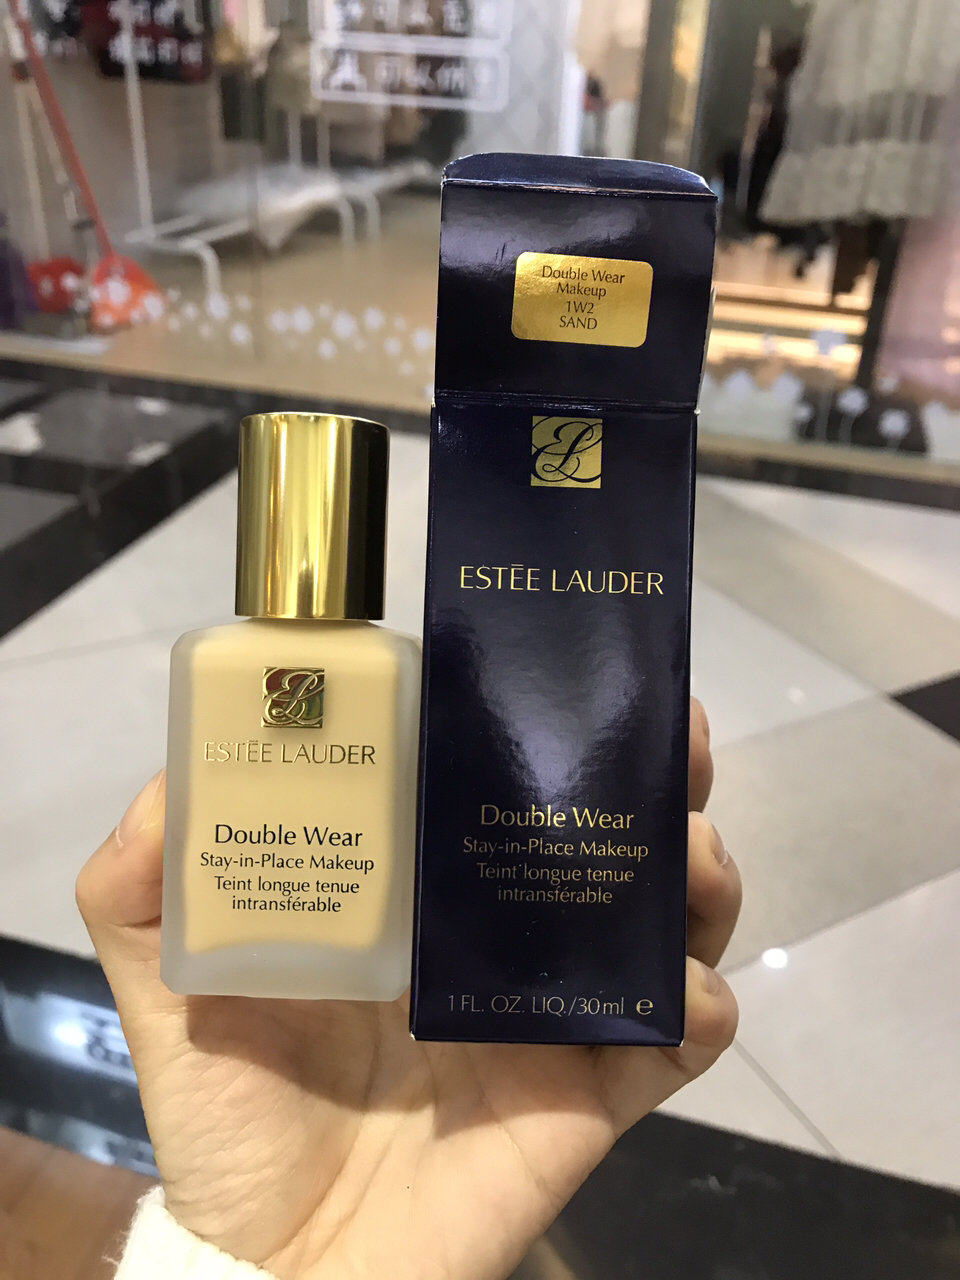 Double Wear
Makeup
1W2
SAND
ESTĒE LAUDER
Double Wear
Stay-in-Place Makeup
Teint longue tenue
intransférable
1 FL. OZ. LIQ./30ml e
ESTĒE LAUDER
Double Wear
Stay-in-Place Makeup
Teint longue tenue
intransférable